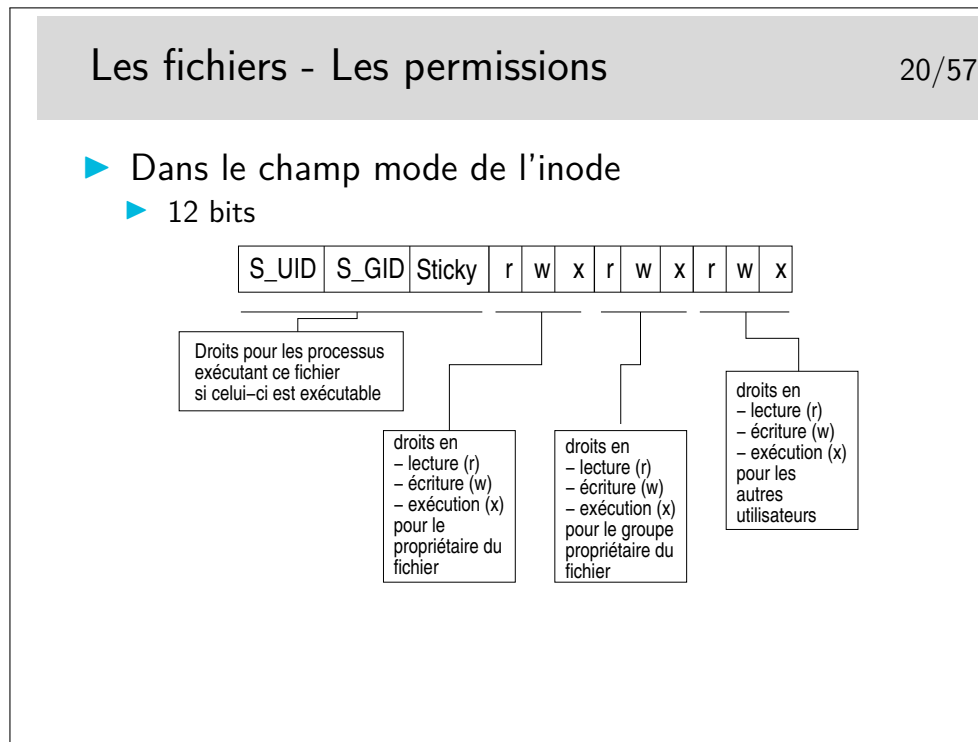 Les fichiers - Les permissions 20/57
Dans le champ mode de l'inode
12 bits
S_UID S_GID Sticky r w x r w x r w x
Droits pour les processus
exécutant ce fichier
si celui–ci est exécutable
droits en
– lecture (r)
– écriture (w)
– exécution (x)
pour le
propriétaire du
fichier
droits en
– lecture (r)
– écriture (w)
– exécution (x)
pour le groupe
propriétaire du
fichier
droits en
– lecture (r)
– écriture (w)
– exécution (x)
pour les
autres
utilisateurs